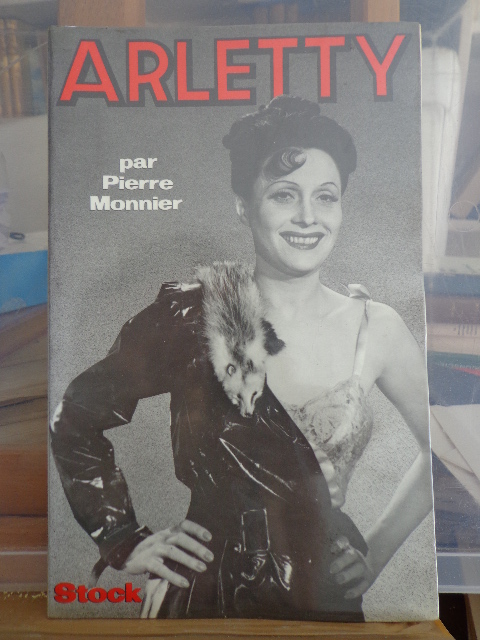 ARLETTY
par
Pierre
Monnier
Stock